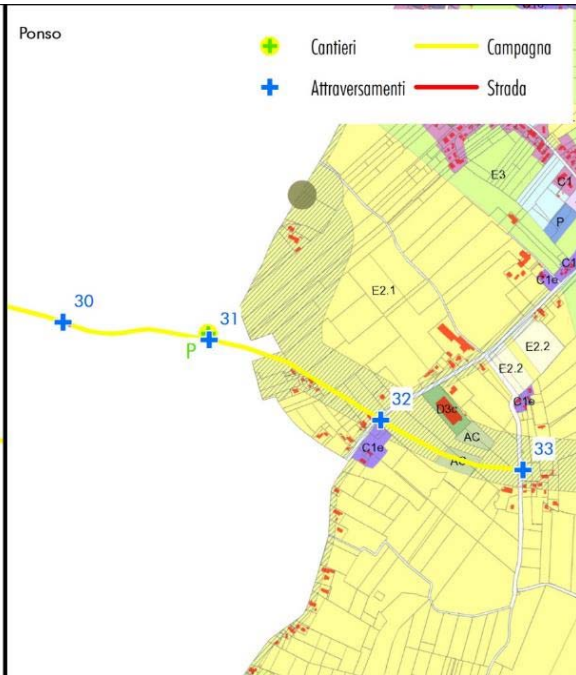 Ponso
Cantieri Campagna
Attraversamenti Strada
E3
C1
P
C1e
E2.1
30
31
P
E2.2
E2.2
C1e
32
D3c
AC
C1e
AC
33